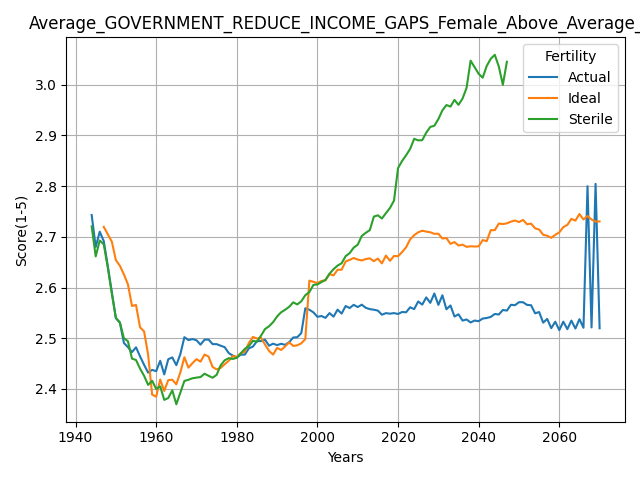 Average_GOVERNMENT_REDUCE_INCOME_GAPS_Female_Above_Average_
Fertility
Actual
Ideal
Sterile
Score(1-5)
3.0
2.9
2.8
2.7
2.6
2.5
2.4
1940 1960 1980 2000 2020 2040 2060
Years